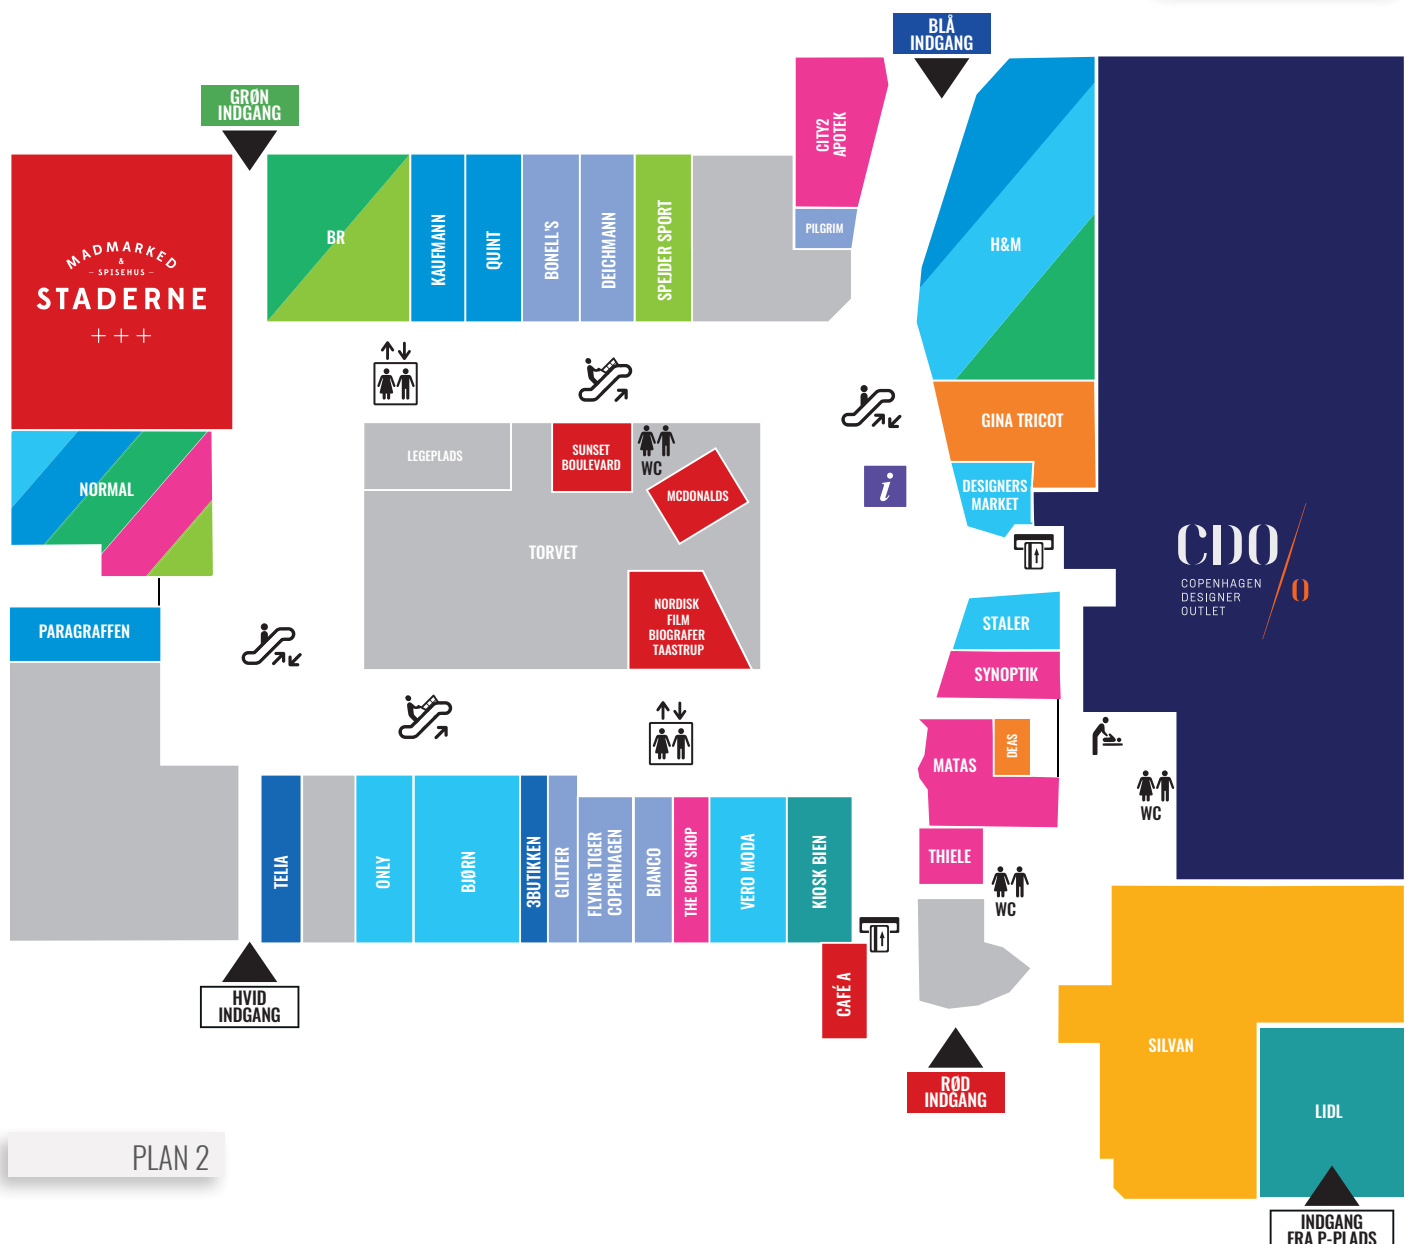 BLÅ
INDGANG
GRØN
INDGANG
CITY2
APOTEK
PILGRIM
MADMARKED
&
- SPISEHUS -
STADERNE
+++
BR
KAUFMANN
QUINT
BONELL'S
DEICHMANN
SPEJDER SPORT
H&M
GINA TRICOT
DESIGNERS
MARKET
NORMAL
LEGEPLADS
SUNSET
BOULEVARD
WC
MCDONALDS
i
TORVET
CDO
COPENHAGEN
DESIGNER
OUTLET
/0
NORDISK
FILM
BIOGRAFER
TAASTRUP
PARAGRAFFEN
STALER
SYNOPTIK
MATAS
DEAS
WC
THIELE
WC
TELIA
ONLY
BJØRN
3BUTIKKEN
GLITTER
FLYING TIGER
COPENHAGEN
BIANCO
THE BODY SHOP
VERO MODA
KIOSK BIEN
CAFÉ A
HVID
INDGANG
RØD
INDGANG
SILVAN
LIDL
PLAN 2
INDGANG
FRA P-PLADS